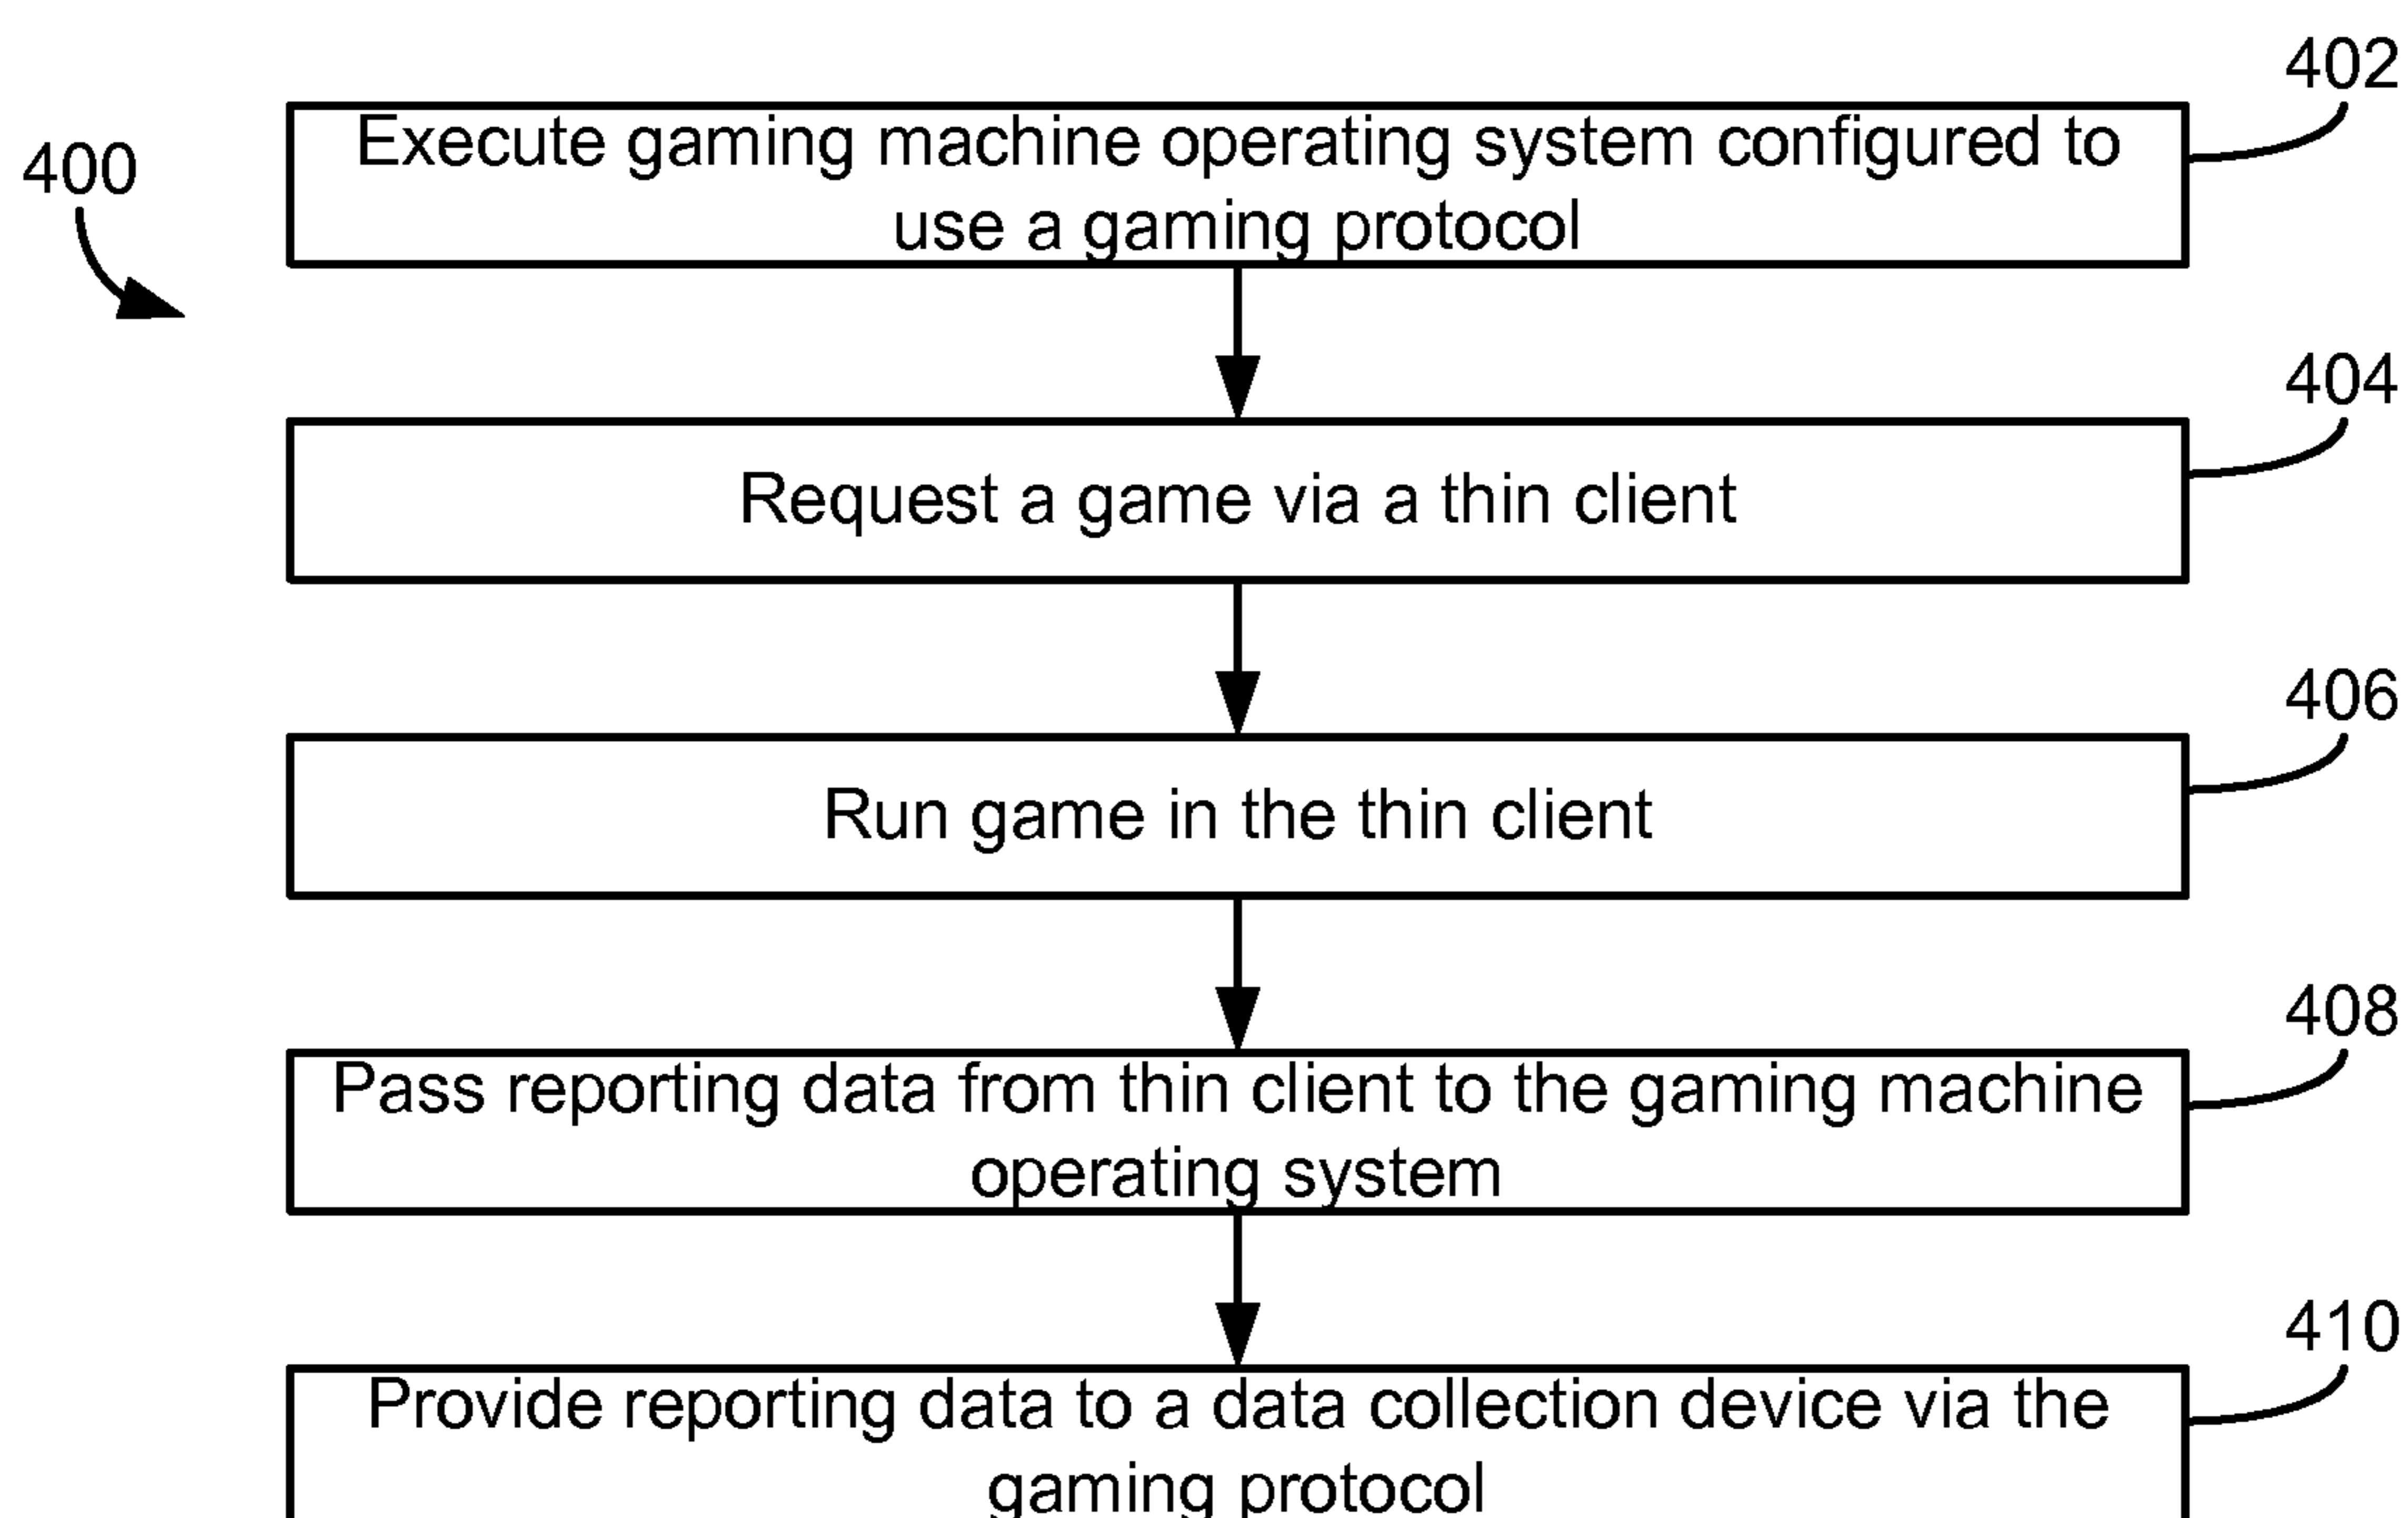 402
400
Execute gaming machine operating system configured to
use a gaming protocol
404
Request a game via a thin client
406
Run game in the thin client
408
Pass reporting data from thin client to the gaming machine
operating system
410
Provide reporting data to a data collection device via the
gaming protocol